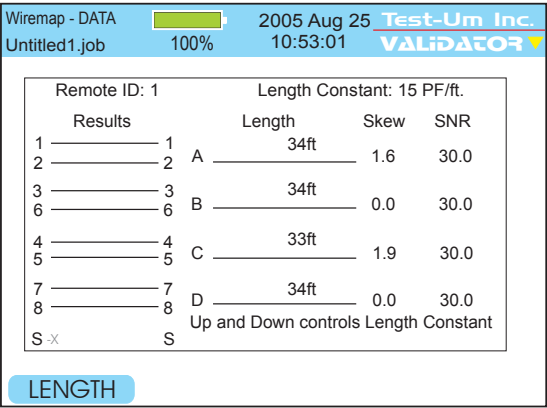 Wiremap - DATA 2005 Aug 25 Test-Um Inc.
Untitled1.job 100% 10:53:01 VALiDATOR
Remote ID: 1 Length Constant: 15 PF/ft.
Results Length Skew SNR
1 1
2 2
A 34ft 1.6 30.0
3 3
6 6
B 34ft 0.0 30.0
4 4
5 5
C 33ft 1.9 30.0
7 7
8 8
D 34ft 0.0 30.0
Up and Down controls Length Constant
S -X S
LENGTH